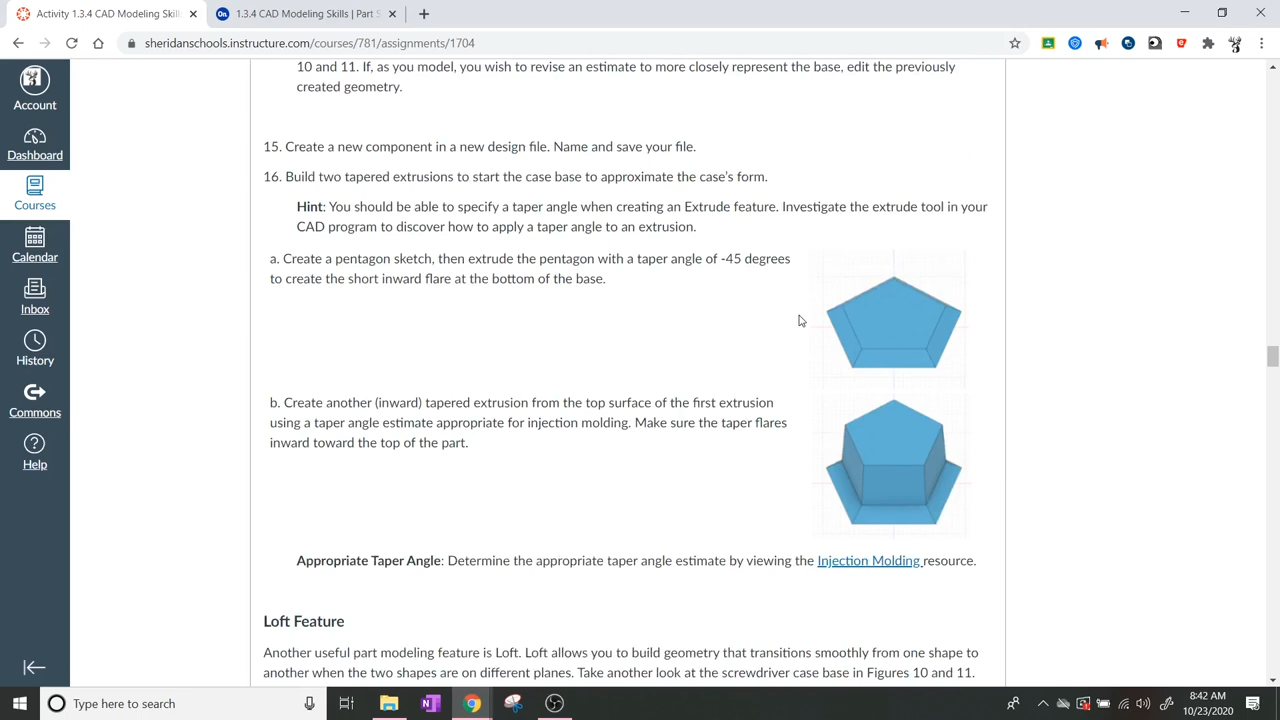 Activity 1.3.4 CAD Modeling Skil
1.3.4 CAD Modeling Skills | Part S
sheridanschools.instructure.com/courses/781/assignments/1704
Account
Dashboard
Courses
Calendar
Inbox
History
Commons
Help
10 and 11. If, as you model, you wish to revise an estimate to more closely represent the base, edit the previously
created geometry.
15. Create a new component in a new design file. Name and save your file.
16. Build two tapered extrusions to start the case base to approximate the case's form.
Hint: You should be able to specify a taper angle when creating an Extrude feature. Investigate the extrude tool in your
CAD program to discover how to apply a taper angle to an extrusion.
a. Create a pentagon sketch, then extrude the pentagon with a taper angle of -45 degrees
to create the short inward flare at the bottom of the base.
b. Create another (inward) tapered extrusion from the top surface of the first extrusion
using a taper angle estimate appropriate for injection molding. Make sure the taper flares
inward toward the top of the part.
Appropriate Taper Angle: Determine the appropriate taper angle estimate by viewing the Injection Molding resource.
Loft Feature
Another useful part modeling feature is Loft. Loft allows you to build geometry that transitions smoothly from one shape to
another when the two shapes are on different planes. Take another look at the screwdriver case base in Figures 10 and 11.
Type here to search
8:42 AM
10/23/2020